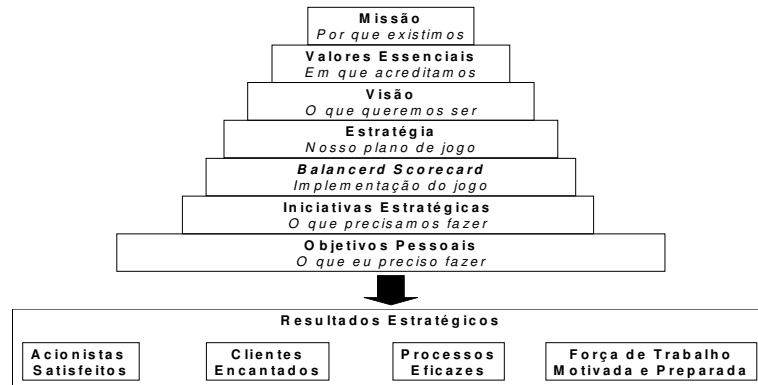 Missão
Por que existimos
Valores Essenciais
Em que acreditamos
Visão
O que queremos ser
Estratégia
Nosso plano de jogo
Balancerd Scorecard
Implementação do jogo
Iniciativas Estratégicas
O que precisamos fazer
Objetivos Pessoais
O que eu preciso fazer
Resultados Estratégicos
Acionistas
Satisfeitos
Clientes
Encantados
Processos
Eficazes
Força de Trabalho
Motivada e Preparada